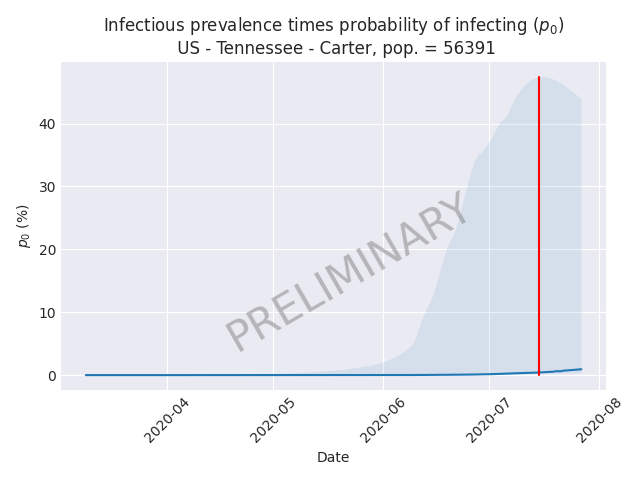 Infectious prevalence times probability of infecting (p₀)
US - Tennessee - Carter, pop. = 56391
p₀ (%)
40
30
20
10
0
PRELIMINARY
2020-04
2020-05
2020-06
2020-07
2020-08
Date